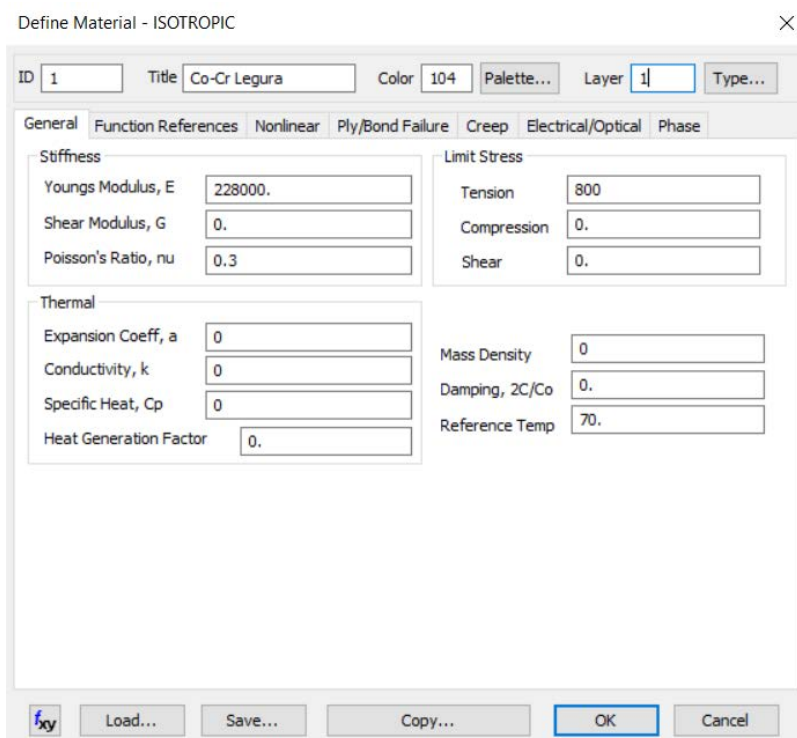 Define Material - ISOTROPIC
ID 1 Title Co-Cr Legura Color 104 Palette... Layer 1 Type...
General Function References Nonlinear Ply/Bond Failure Creep Electrical/Optical Phase
Stiffness
Youngs Modulus, E 228000.
Shear Modulus, G 0.
Poisson's Ratio, nu 0.3
Limit Stress
Tension 800
Compression 0.
Shear 0.
Thermal
Expansion Coeff, a 0
Conductivity, k 0
Specific Heat, Cp 0
Heat Generation Factor 0.
Mass Density 0
Damping, 2C/Co 0.
Reference Temp 70.
fxy Load... Save... Copy... OK Cancel